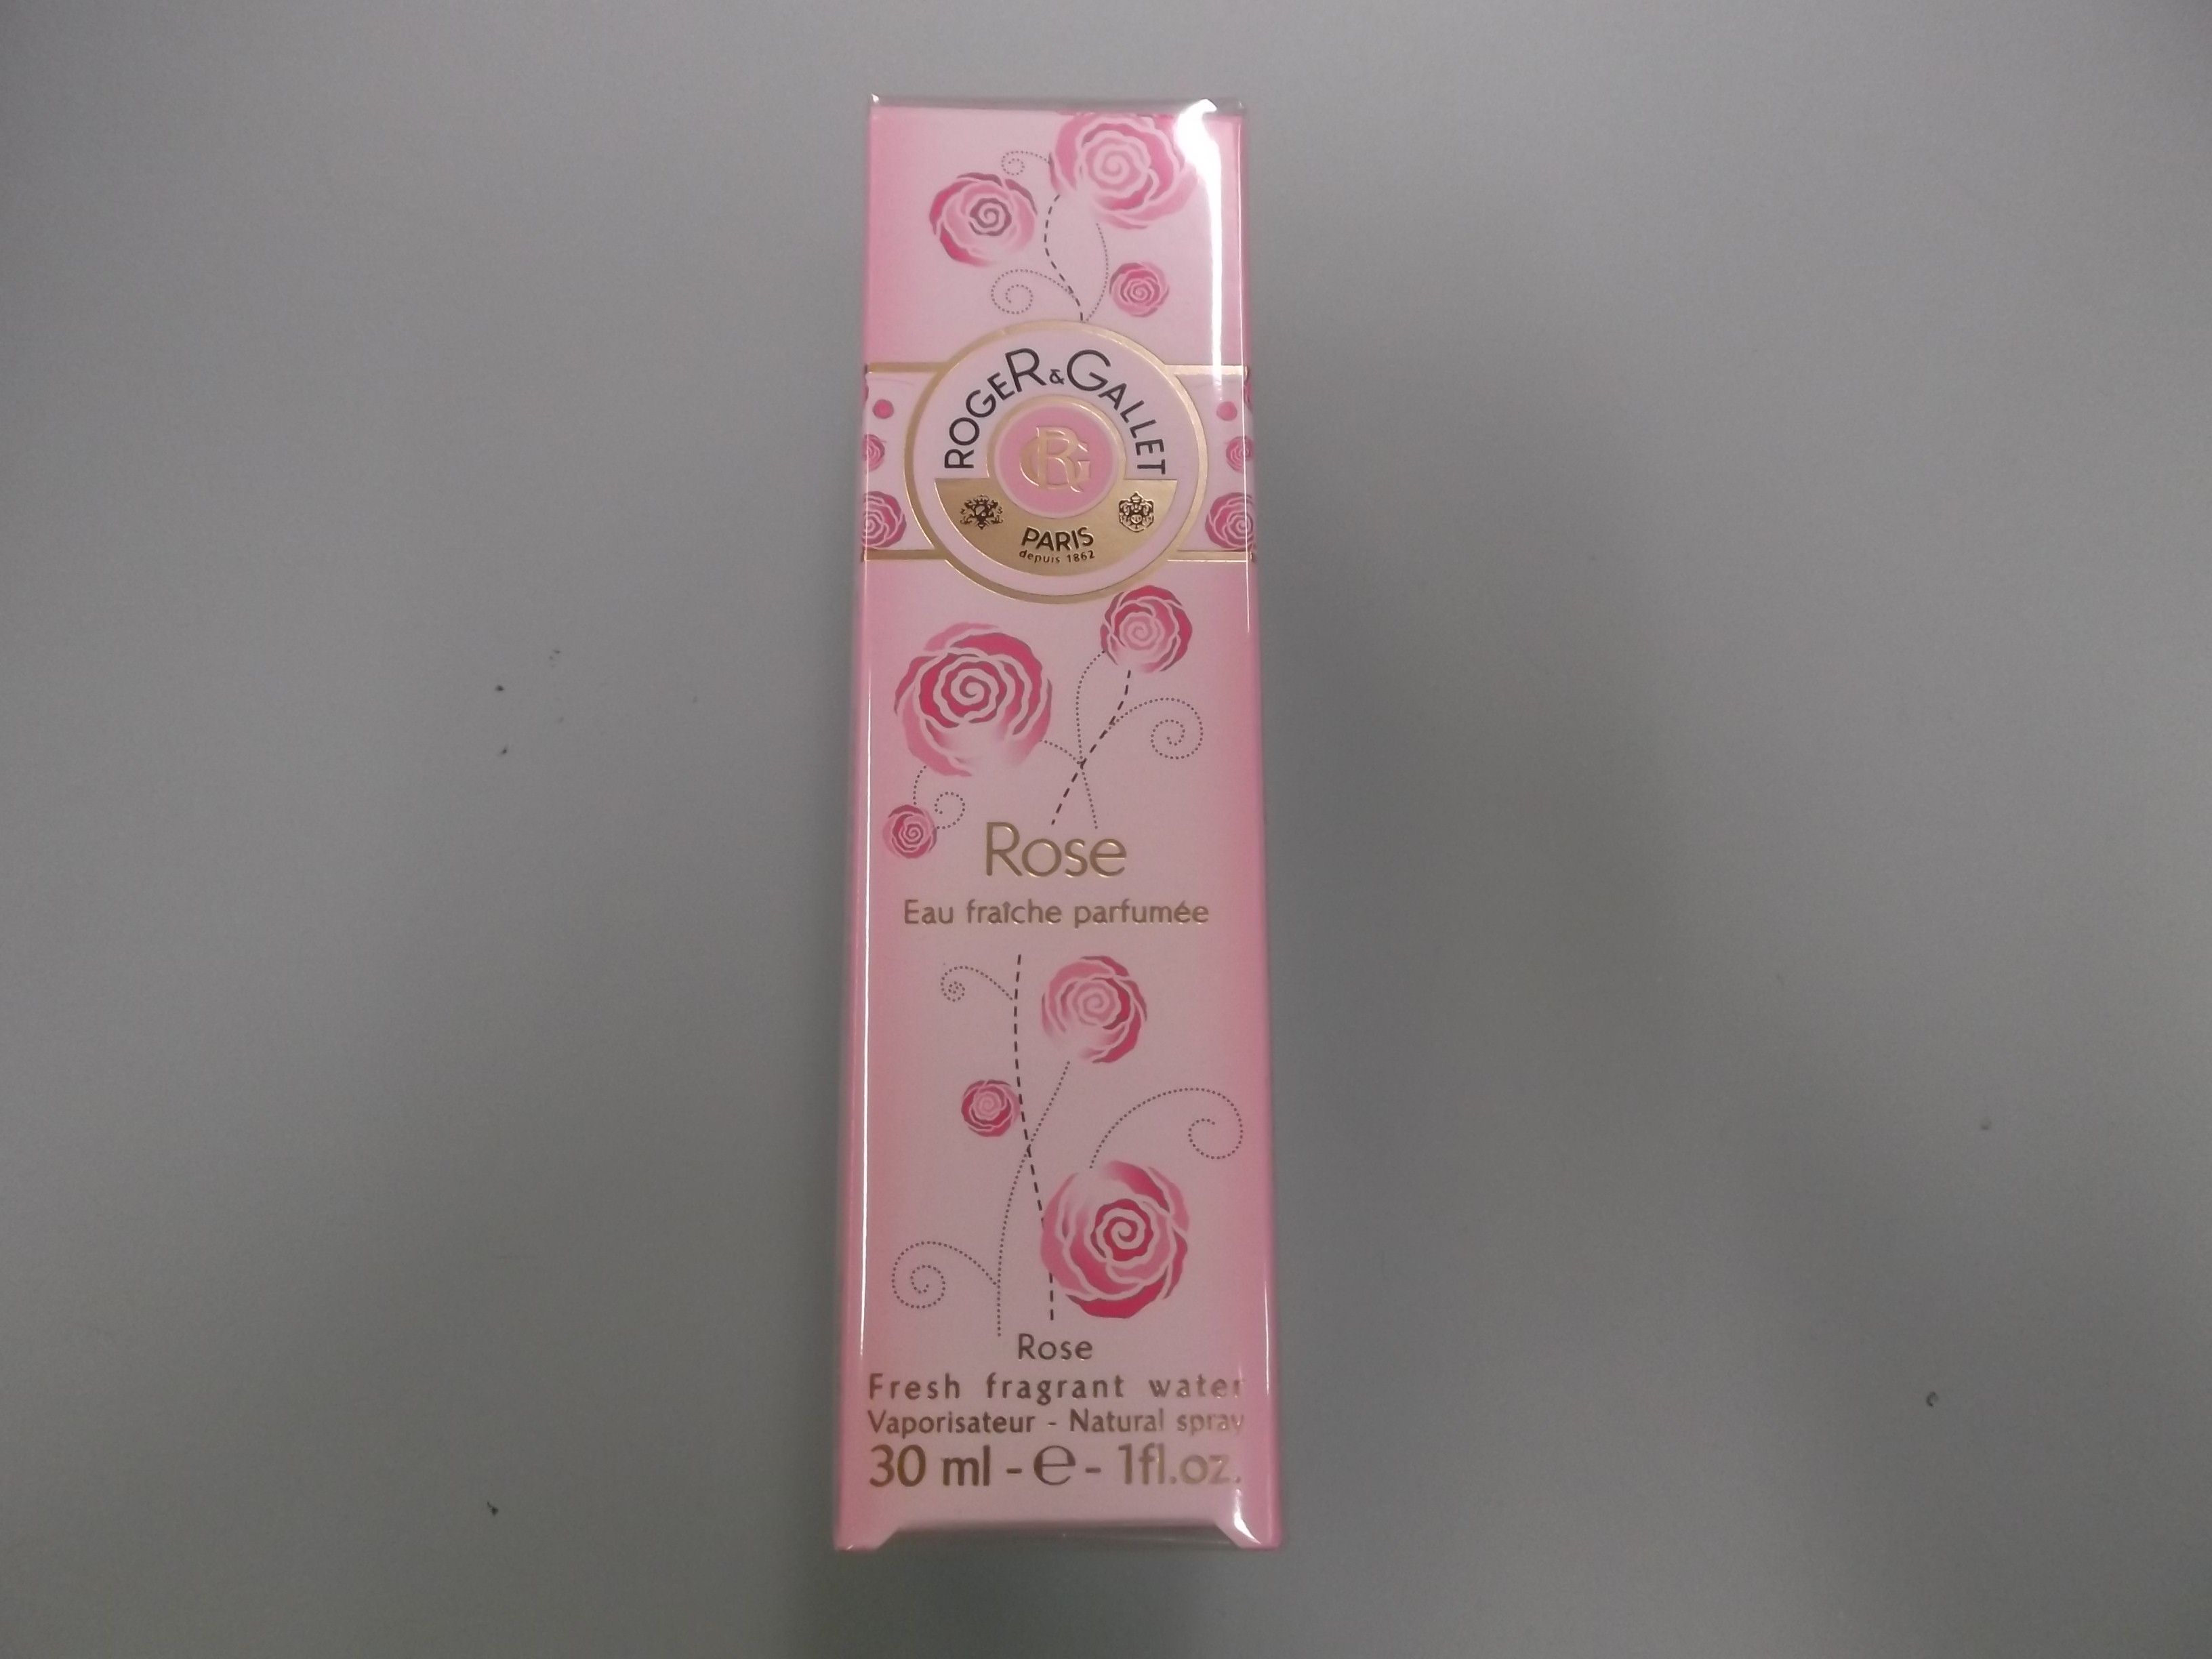 ROGER & GALLET
RG
PARIS
depuis 1862
Rose
Eau fraîche parfumée
Rose
Fresh fragrant water
Vaporisateur - Natural spray
30 ml - ℮ - 1fl.oz.